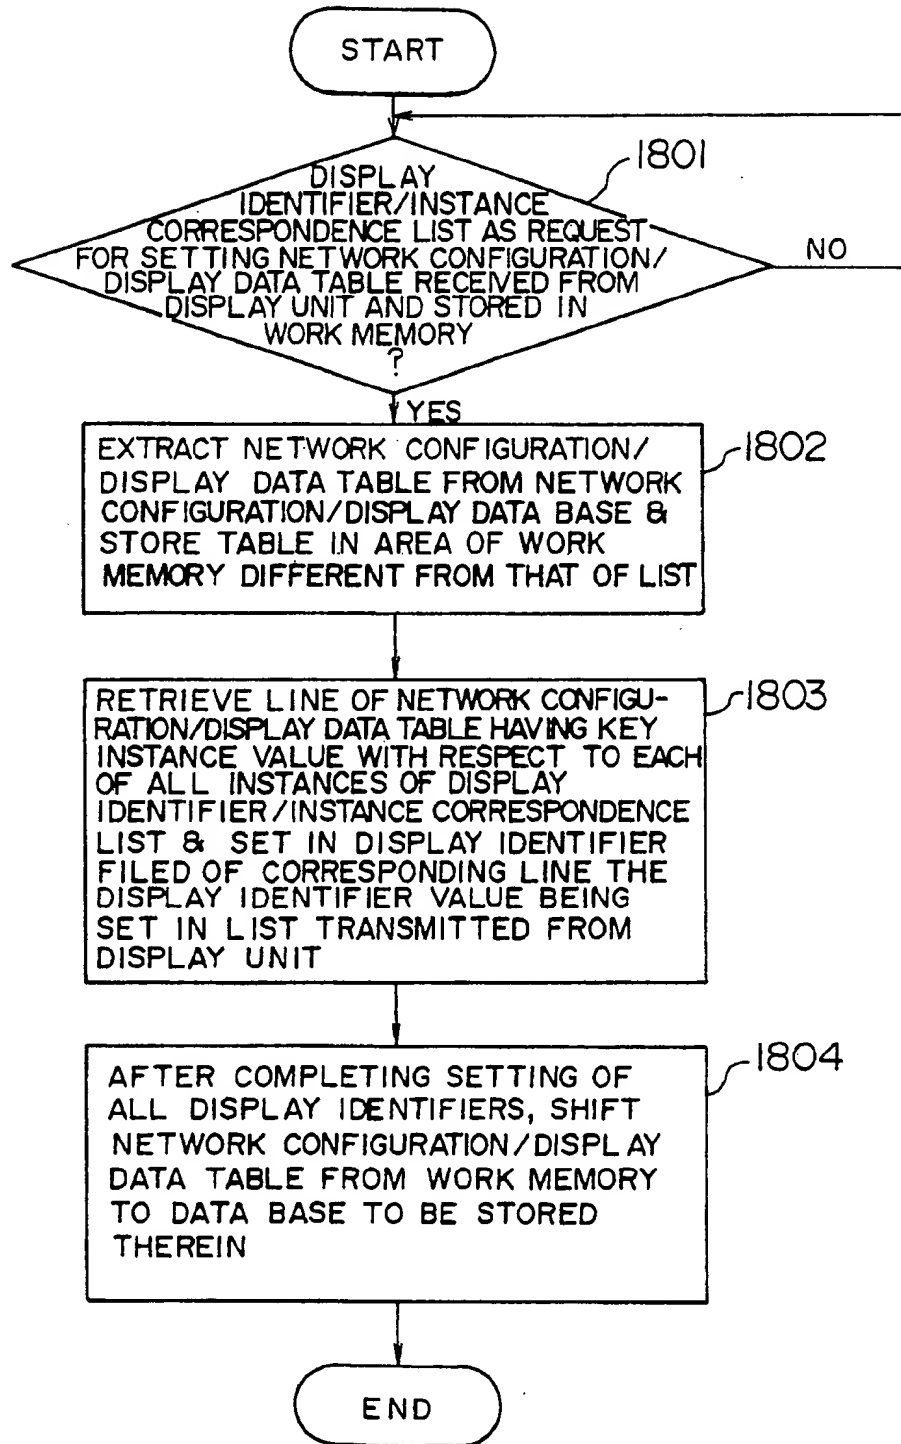 START
1801
DISPLAY
IDENTIFIER/INSTANCE
CORRESPONDENCE LIST AS REQUEST
FOR SETTING NETWORK CONFIGURATION/
DISPLAY DATA TABLE RECEIVED FROM
DISPLAY UNIT AND STORED IN
WORK MEMORY
?
NO
YES
1802
EXTRACT NETWORK CONFIGURATION/
DISPLAY DATA TABLE FROM NETWORK
CONFIGURATION/DISPLAY DATA BASE &
STORE TABLE IN AREA OF WORK
MEMORY DIFFERENT FROM THAT OF LIST
1803
RETRIEVE LINE OF NETWORK CONFIGU-
RATION/DISPLAY DATA TABLE HAVING KEY
INSTANCE VALUE WITH RESPECT TO EACH
OF ALL INSTANCES OF DISPLAY
IDENTIFIER/INSTANCE CORRESPONDENCE
LIST & SET IN DISPLAY IDENTIFIER
FILED OF CORRESPONDING LINE THE
DISPLAY IDENTIFIER VALUE BEING
SET IN LIST TRANSMITTED FROM
DISPLAY UNIT
1804
AFTER COMPLETING SETTING OF
ALL DISPLAY IDENTIFIERS, SHIFT
NETWORK CONFIGURATION/DISPLAY
DATA TABLE FROM WORK MEMORY
TO DATA BASE TO BE STORED
THEREIN
END